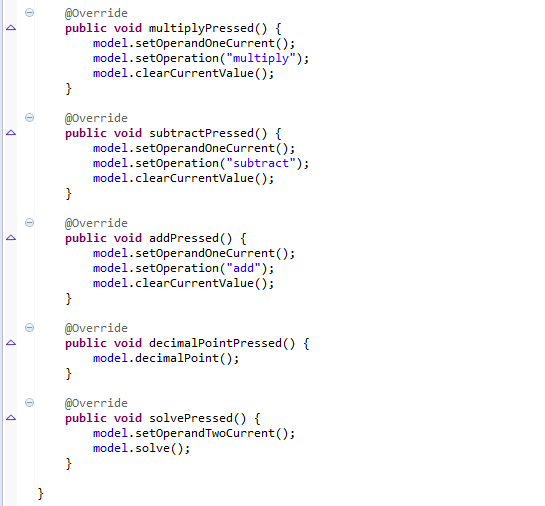 @Override
public void multiplyPressed() {
model.setOperandOneCurrent();
model.setOperation("multiply");
model.clearCurrentValue();
}
@Override
public void subtractPressed() {
model.setOperandOneCurrent();
model.setOperation("subtract");
model.clearCurrentValue();
}
@Override
public void addPressed() {
model.setOperandOneCurrent();
model.setOperation("add");
model.clearCurrentValue();
}
@Override
public void decimalPointPressed() {
model.decimalPoint();
}
@Override
public void solvePressed() {
model.setOperandTwoCurrent();
model.solve();
}
}